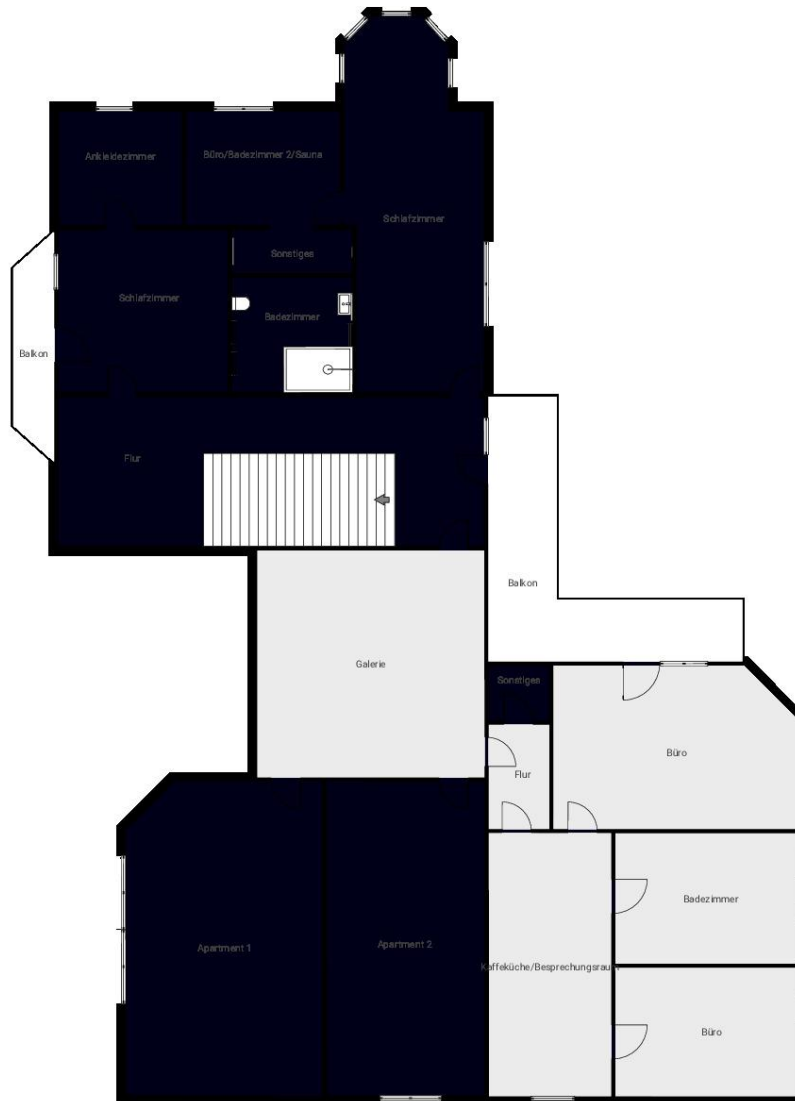 Ankleidezimmer
Büro/Badezimmer 2/Sauna
Schlafzimmer
Sonstiges
Schlafzimmer
Badezimmer
Balkon
Flur
Balkon
Galerie
Sonstiges
Büro
Flur
Badezimmer
Apartment 1
Apartment 2
Kaffeküche/Besprechungsraum
Büro